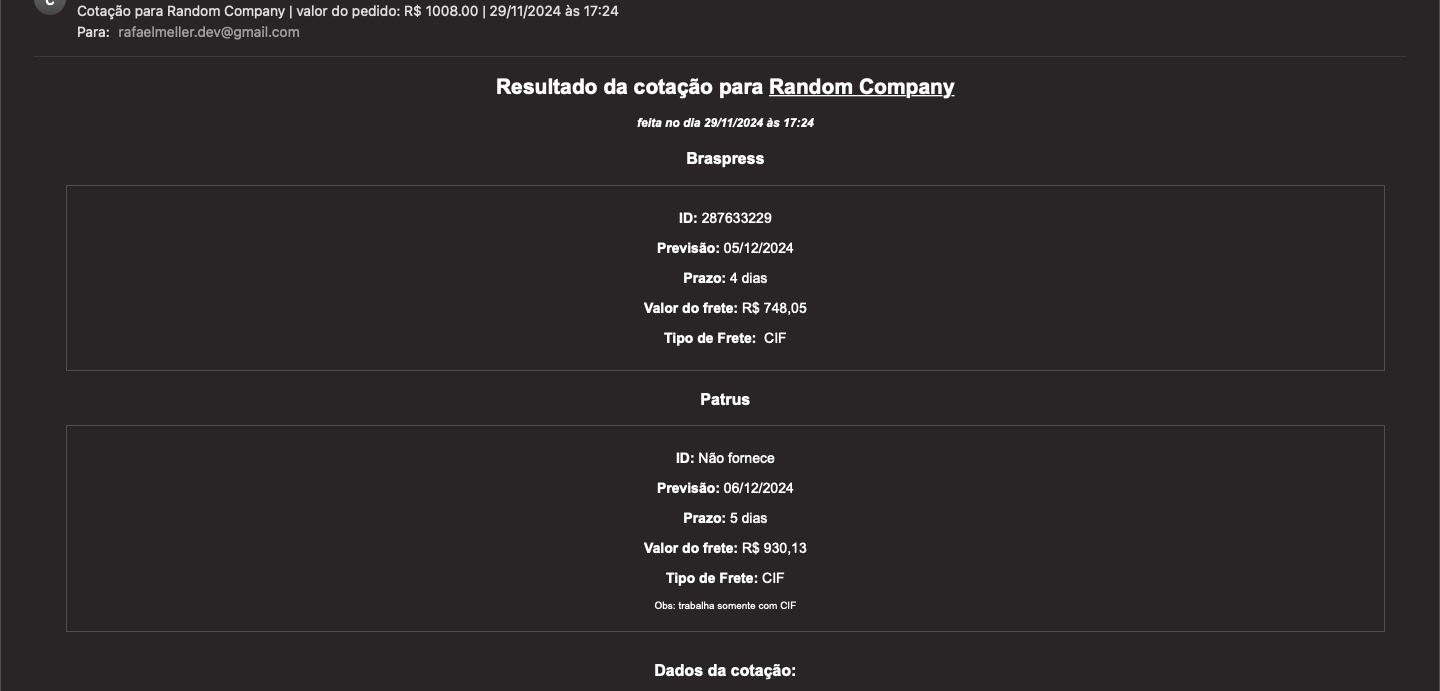 C
Cotação para Random Company | valor do pedido: R$ 1008.00 | 29/11/2024 às 17:24
Para: rafaelmeller.dev@gmail.com
Resultado da cotação para Random Company
feita no dia 29/11/2024 às 17:24
Braspress
ID: 287633229
Previsão: 05/12/2024
Prazo: 4 dias
Valor do frete: R$ 748,05
Tipo de Frete: CIF
Patrus
ID: Não fornece
Previsão: 06/12/2024
Prazo: 5 dias
Valor do frete: R$ 930,13
Tipo de Frete: CIF
Obs: trabalha somente com CIF
Dados da cotação: